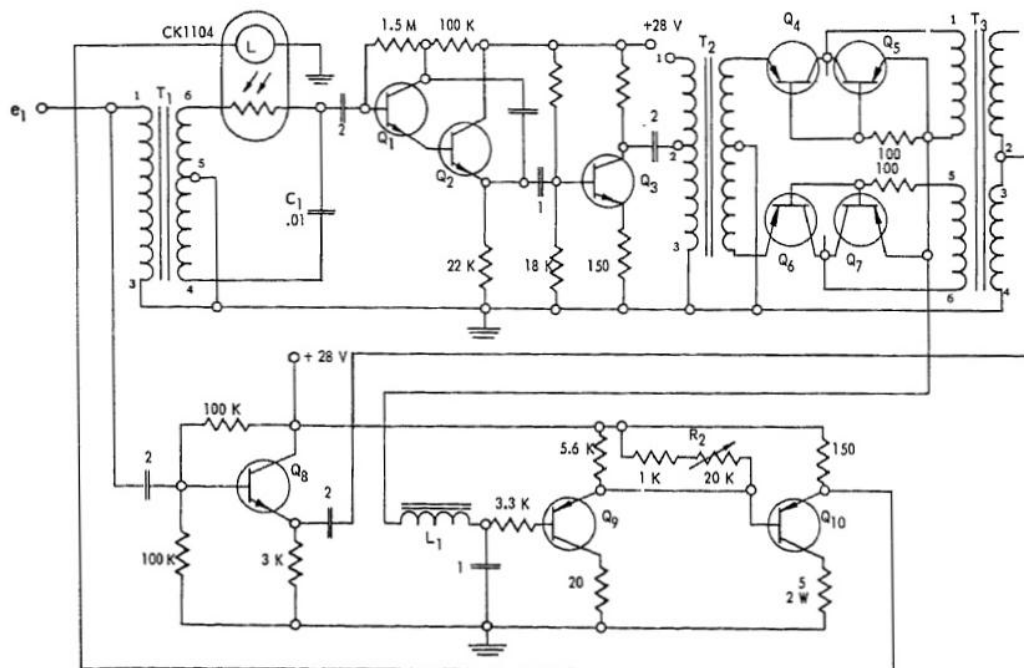 CK1104
L
1.5 M
100 K
+28 V
Q4
Q5
1
T3
T2
1
e1
1
T1
6
2
Q1
Q2
2
Q3
2
2
5
100
100
5
3
C1
.01
1
22 K
18 K
150
3
Q6
Q7
3
4
6
4
+ 28 V
100 K
2
Q8
2
5.6 K
R2
1 K
20 K
150
3.3 K
Q9
Q10
L1
100 K
3 K
1
20
5
2 W